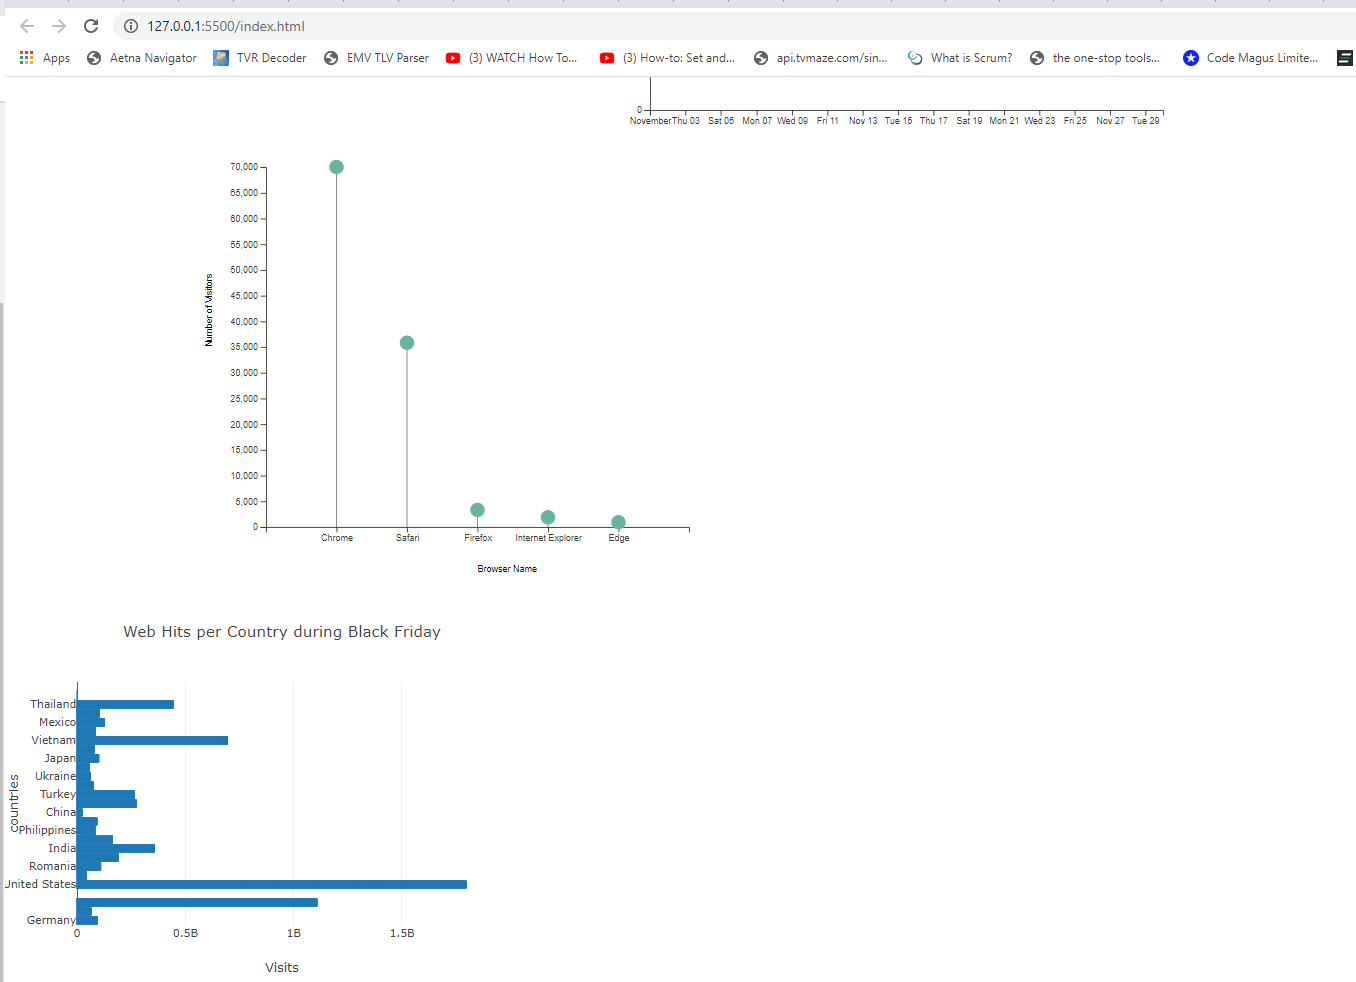 127.0.0.1:5500/index.html
Apps Aetna Navigator TVR Decoder EMV TLV Parser (3) WATCH How To... (3) How-to: Set and... api.tvmaze.com/sin... What is Scrum? the one-stop tools... Code Magus Limite...
0
November Thu 03 Sat 05 Mon 07 Wed 09 Fri 11 Nov 13 Tue 15 Thu 17 Sat 19 Mon 21 Wed 23 Fri 25 Nov 27 Tue 29
70,000
65,000
60,000
55,000
50,000
45,000
40,000
35,000
30,000
25,000
20,000
15,000
10,000
5,000
0
Number of Visitors
Chrome Safari Firefox Internet Explorer Edge
Browser Name
Web Hits per Country during Black Friday
Thailand
Mexico
Vietnam
Japan
Ukraine
Turkey
China
Philippines
India
Romania
United States
Germany
countries
0 0.5B 1B 1.5B
Visits